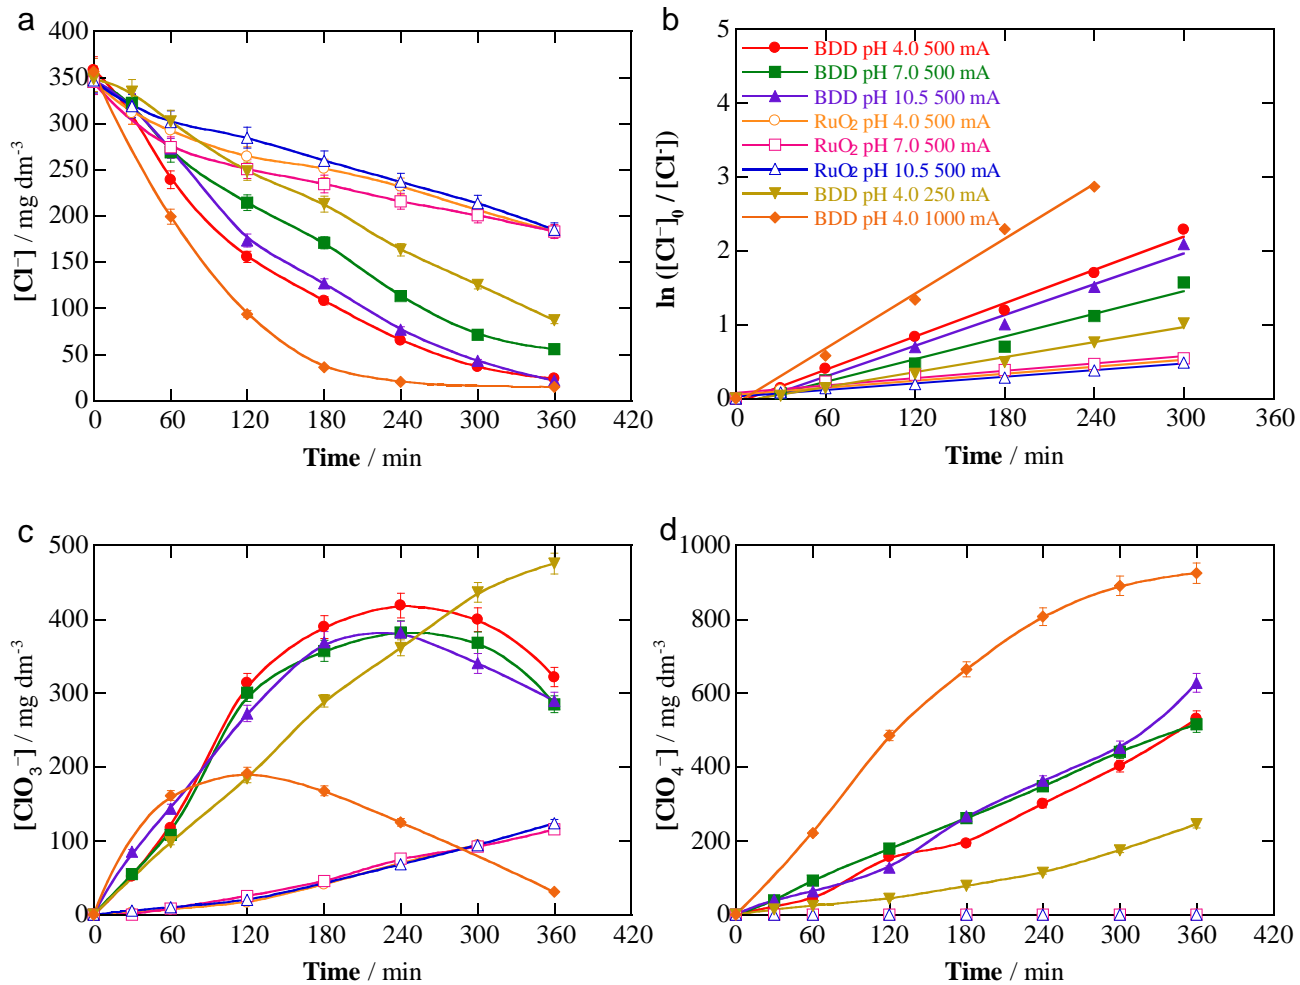 a
400
350
300
250
200
150
100
50
0
[Cl⁻] / mg dm⁻³
0 60 120 180 240 300 360 420
Time / min
b
5
4
3
2
1
0
ln ([Cl⁻]₀ / [Cl⁻])
BDD pH 4.0 500 mA
BDD pH 7.0 500 mA
BDD pH 10.5 500 mA
RuO₂ pH 4.0 500 mA
RuO₂ pH 7.0 500 mA
RuO₂ pH 10.5 500 mA
BDD pH 4.0 250 mA
BDD pH 4.0 1000 mA
0 60 120 180 240 300 360
Time / min
c
500
400
300
200
100
0
[ClO₃⁻] / mg dm⁻³
0 60 120 180 240 300 360 420
Time / min
d
1000
800
600
400
200
0
[ClO₄⁻] / mg dm⁻³
0 60 120 180 240 300 360 420
Time / min